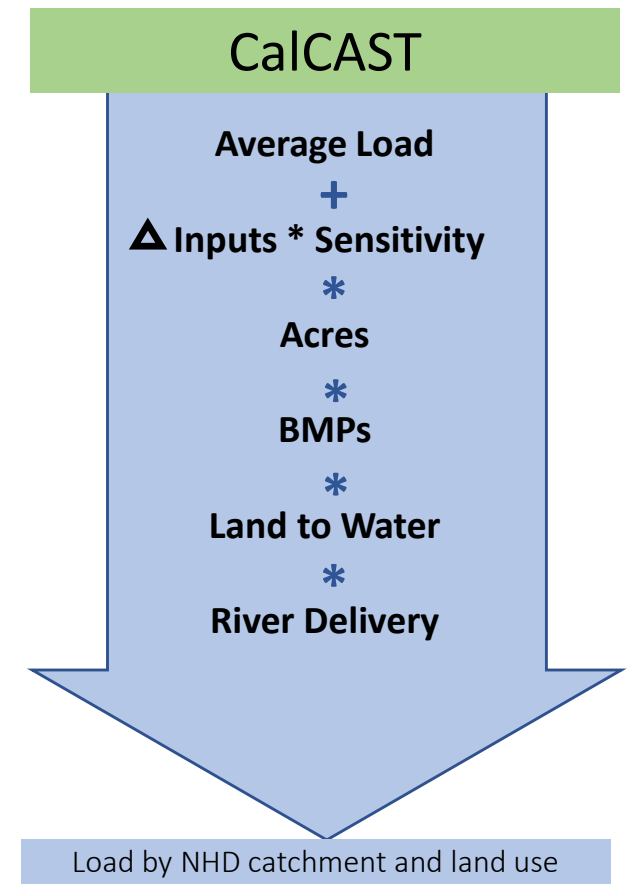 CalCAST
Average Load
+
Δ Inputs * Sensitivity
*
Acres
*
BMPs
*
Land to Water
*
River Delivery
Load by NHD catchment and land use